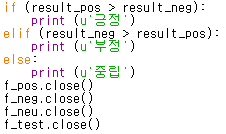 if (result_pos > result_neg):
    print (u'긍정')
elif (result_neg > result_pos):
    print (u'부정')
else:
    print (u'중립')
f_pos.close()
f_neg.close()
f_neu.close()
f_test.close()